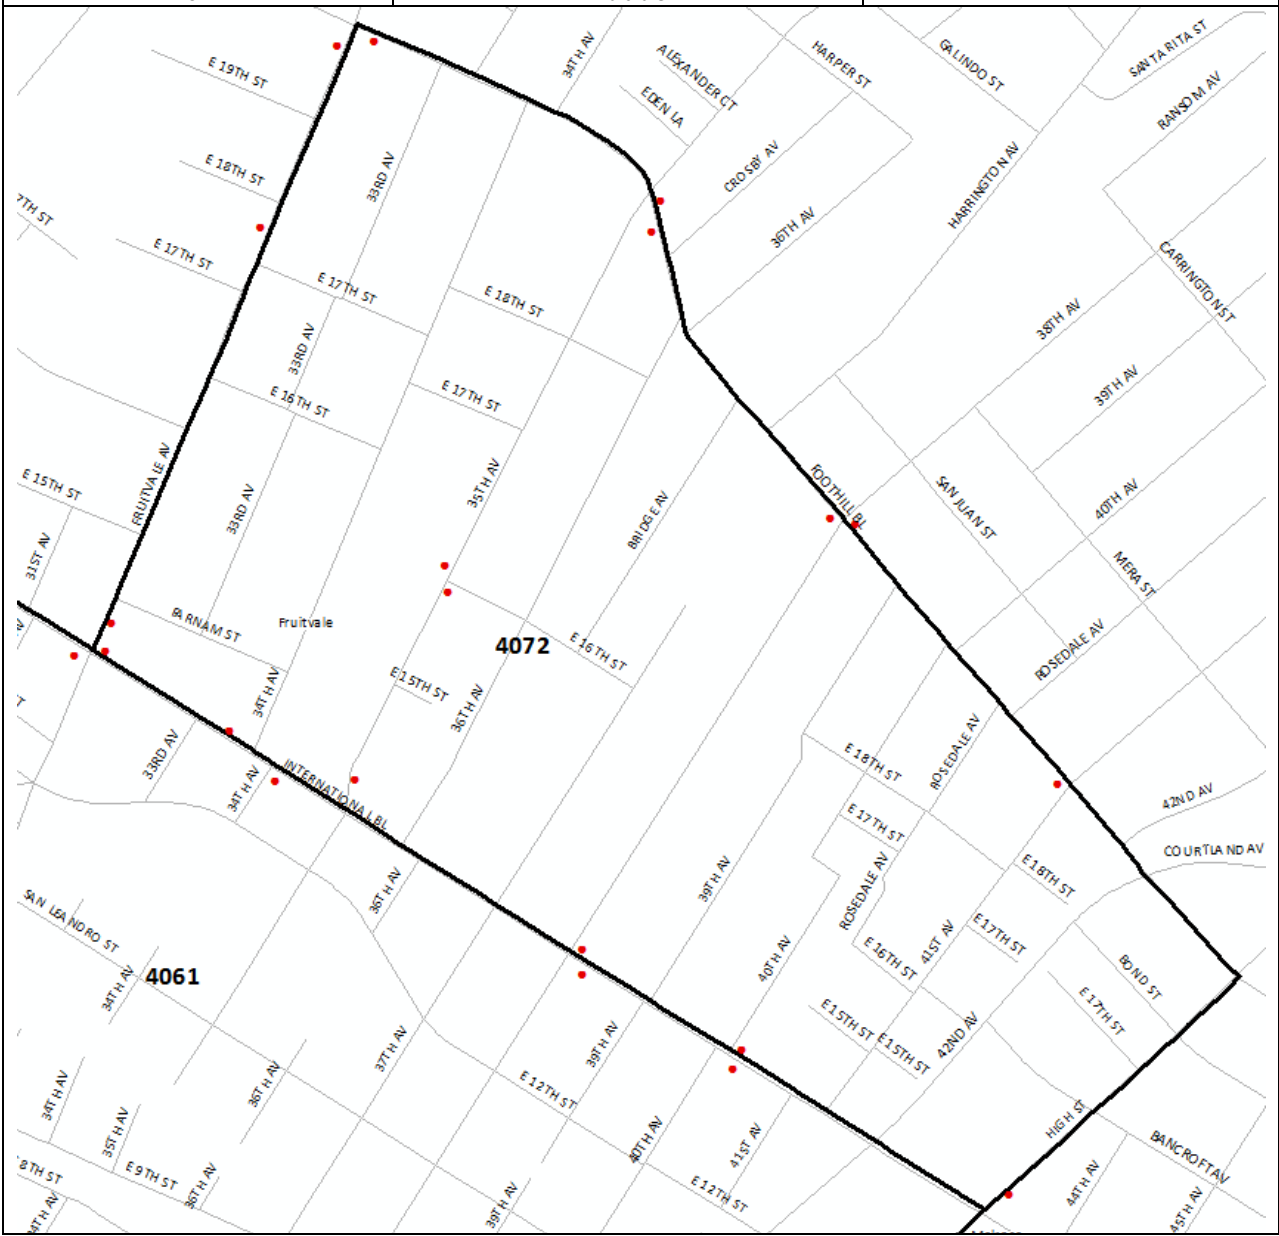 34TH AV
ALEXANDER CT
HARPER ST
GALINDO ST
SANTA RITA ST
E 19TH ST
EDEN LA
RANSOM AV
E 18TH ST
33RD AV
CROSBY AV
HARRINGTON AV
7TH ST
36TH AV
E 17TH ST
E 17TH ST
E 18TH ST
CARRINGTON ST
38TH AV
33RD AV
E 16TH ST
E 17TH ST
39TH AV
FRUITVALE AV
E 15TH ST
35TH AV
33RD AV
BRIDGE AV
FOOTHILL BL
SAN JUAN ST
40TH AV
31ST AV
MERA ST
BARNAM ST
Fruitvale
4072
E 16TH ST
ROSEDALE AV
E 15TH ST
34TH AV
36TH AV
33RD AV
34TH AV
INTERNATIONAL BL
E 18TH ST
ROSEDALE AV
42ND AV
E 17TH ST
COURTLAND AV
36TH AV
39TH AV
ROSEDALE AV
E 18TH ST
SAN LEANDRO ST
E 17TH ST
41ST AV
E 16TH ST
40TH AV
4061
34TH AV
BOND ST
E 17TH ST
E 15TH ST
E 15TH ST
42ND AV
37TH AV
39TH AV
E 12TH ST
36TH AV
34TH AV
35TH AV
40TH AV
41ST AV
HIGH ST
BANCROFT AV
8TH ST
E 9TH ST
36TH AV
E 12TH ST
44TH AV
45TH AV
39TH AV
34TH AV